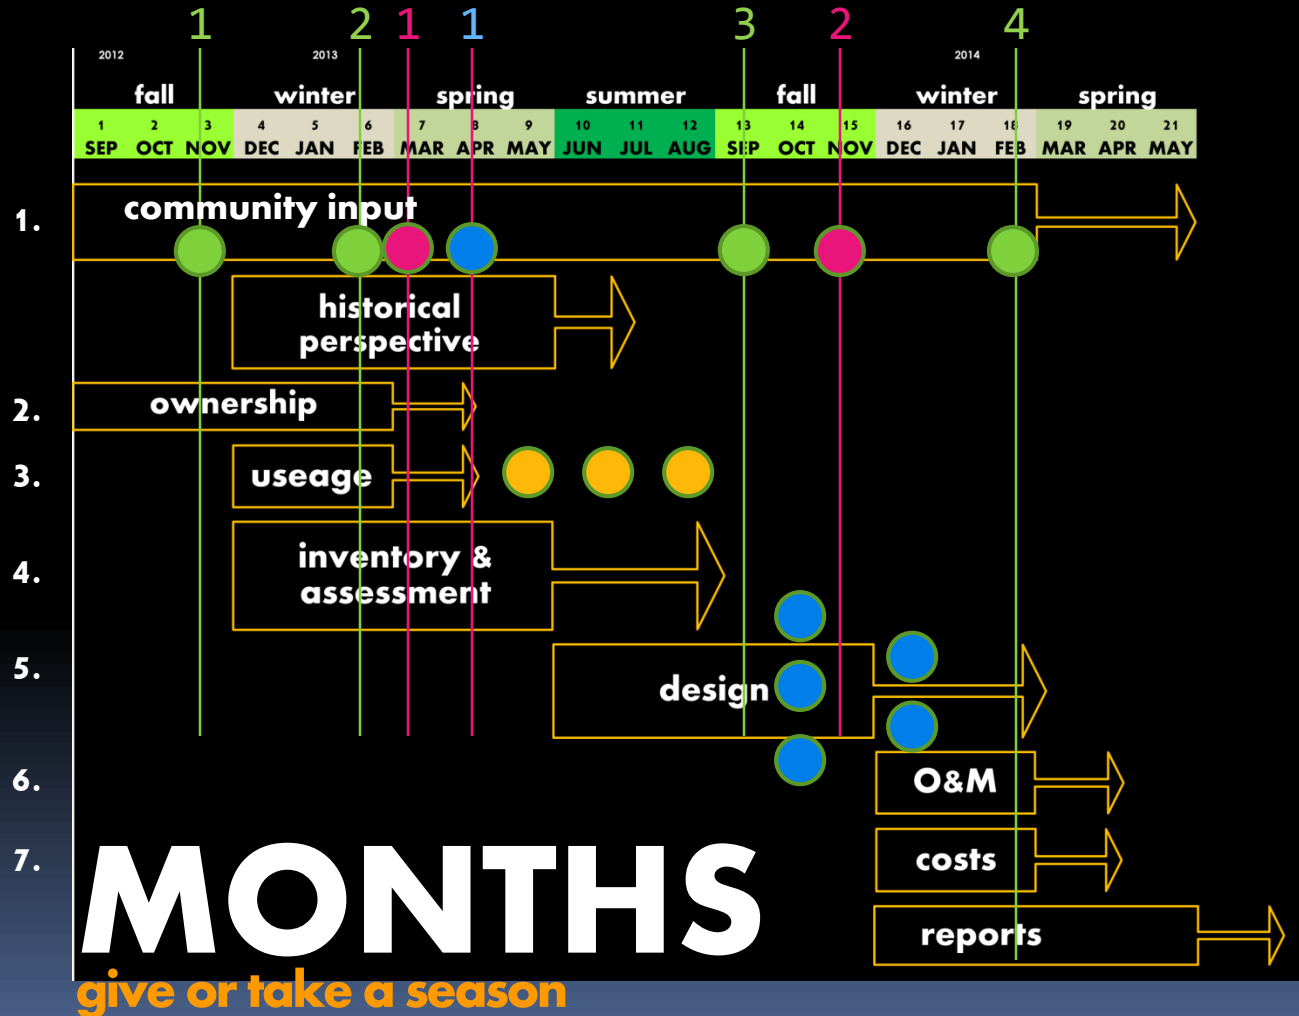 1 2 1 1 3 2 4
2012 2013 2014
fall winter spring summer fall winter spring
1 2 3 4 5 6 7 8 9 10 11 12 13 14 15 16 17 18 19 20 21
SEP OCT NOV DEC JAN FEB MAR APR MAY JUN JUL AUG SEP OCT NOV DEC JAN FEB MAR APR MAY
1. community input
historical
perspective
2. ownership
3. useage
4. inventory &
assessment
5. design
6. O&M
7. costs
reports
MONTHS
give or take a season